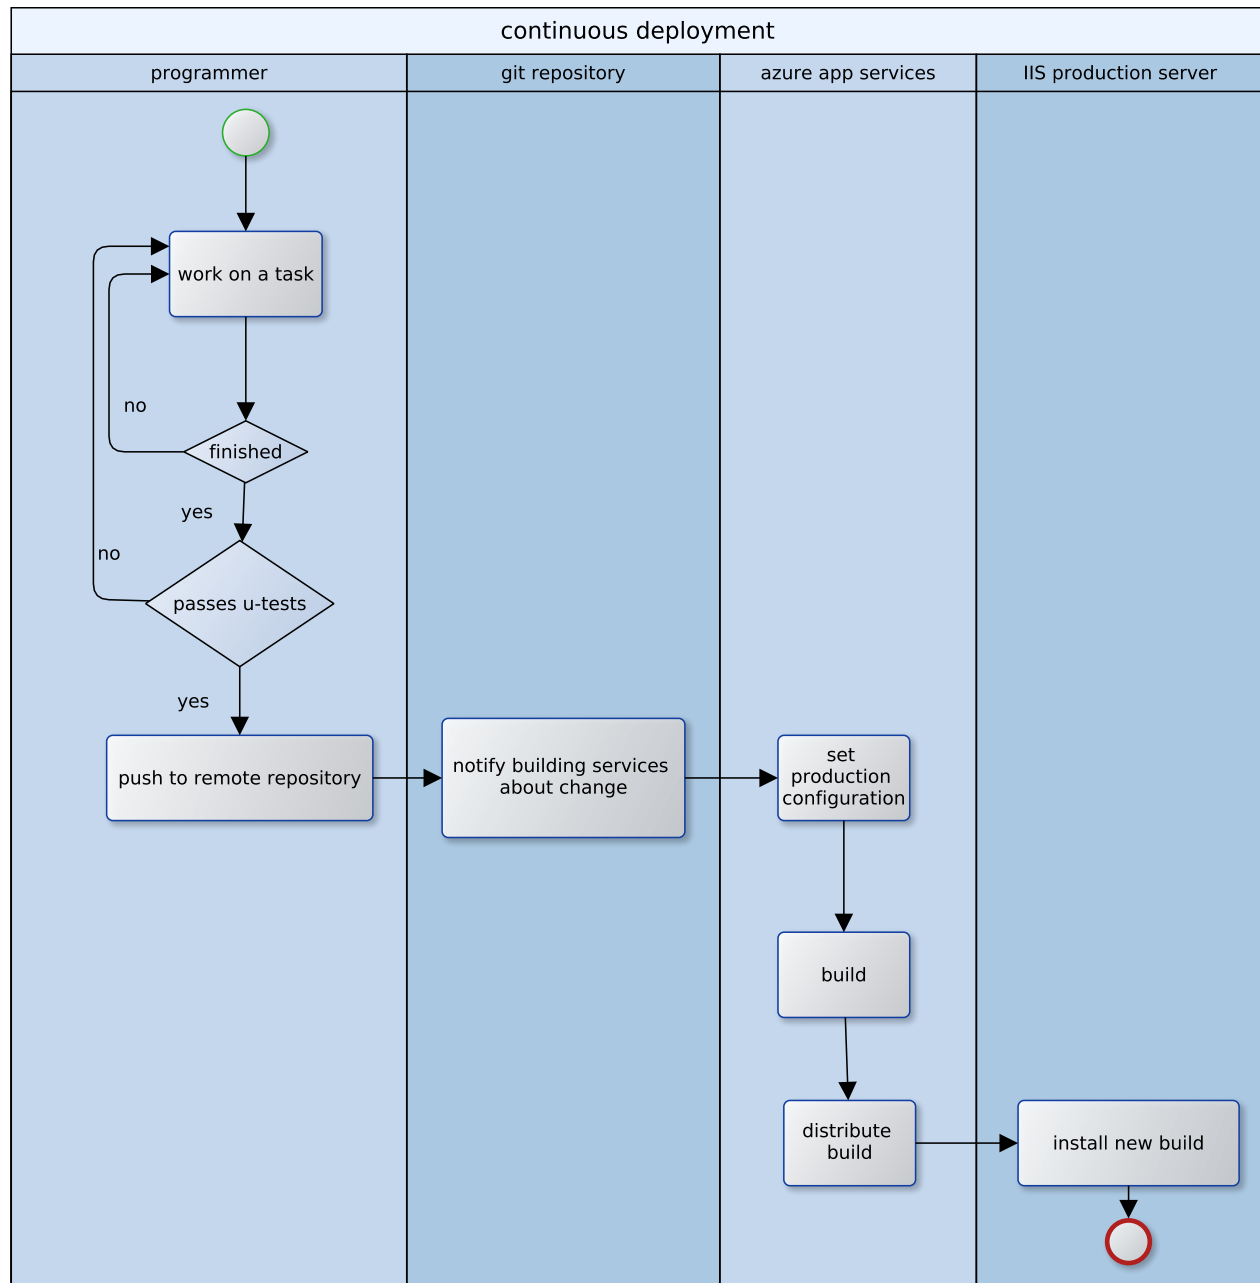 continuous deployment
programmer
git repository
azure app services
IIS production server
work on a task
no
finished
yes
no
passes u-tests
yes
push to remote repository
notify building services
about change
set
production
configuration
build
distribute
build
install new build